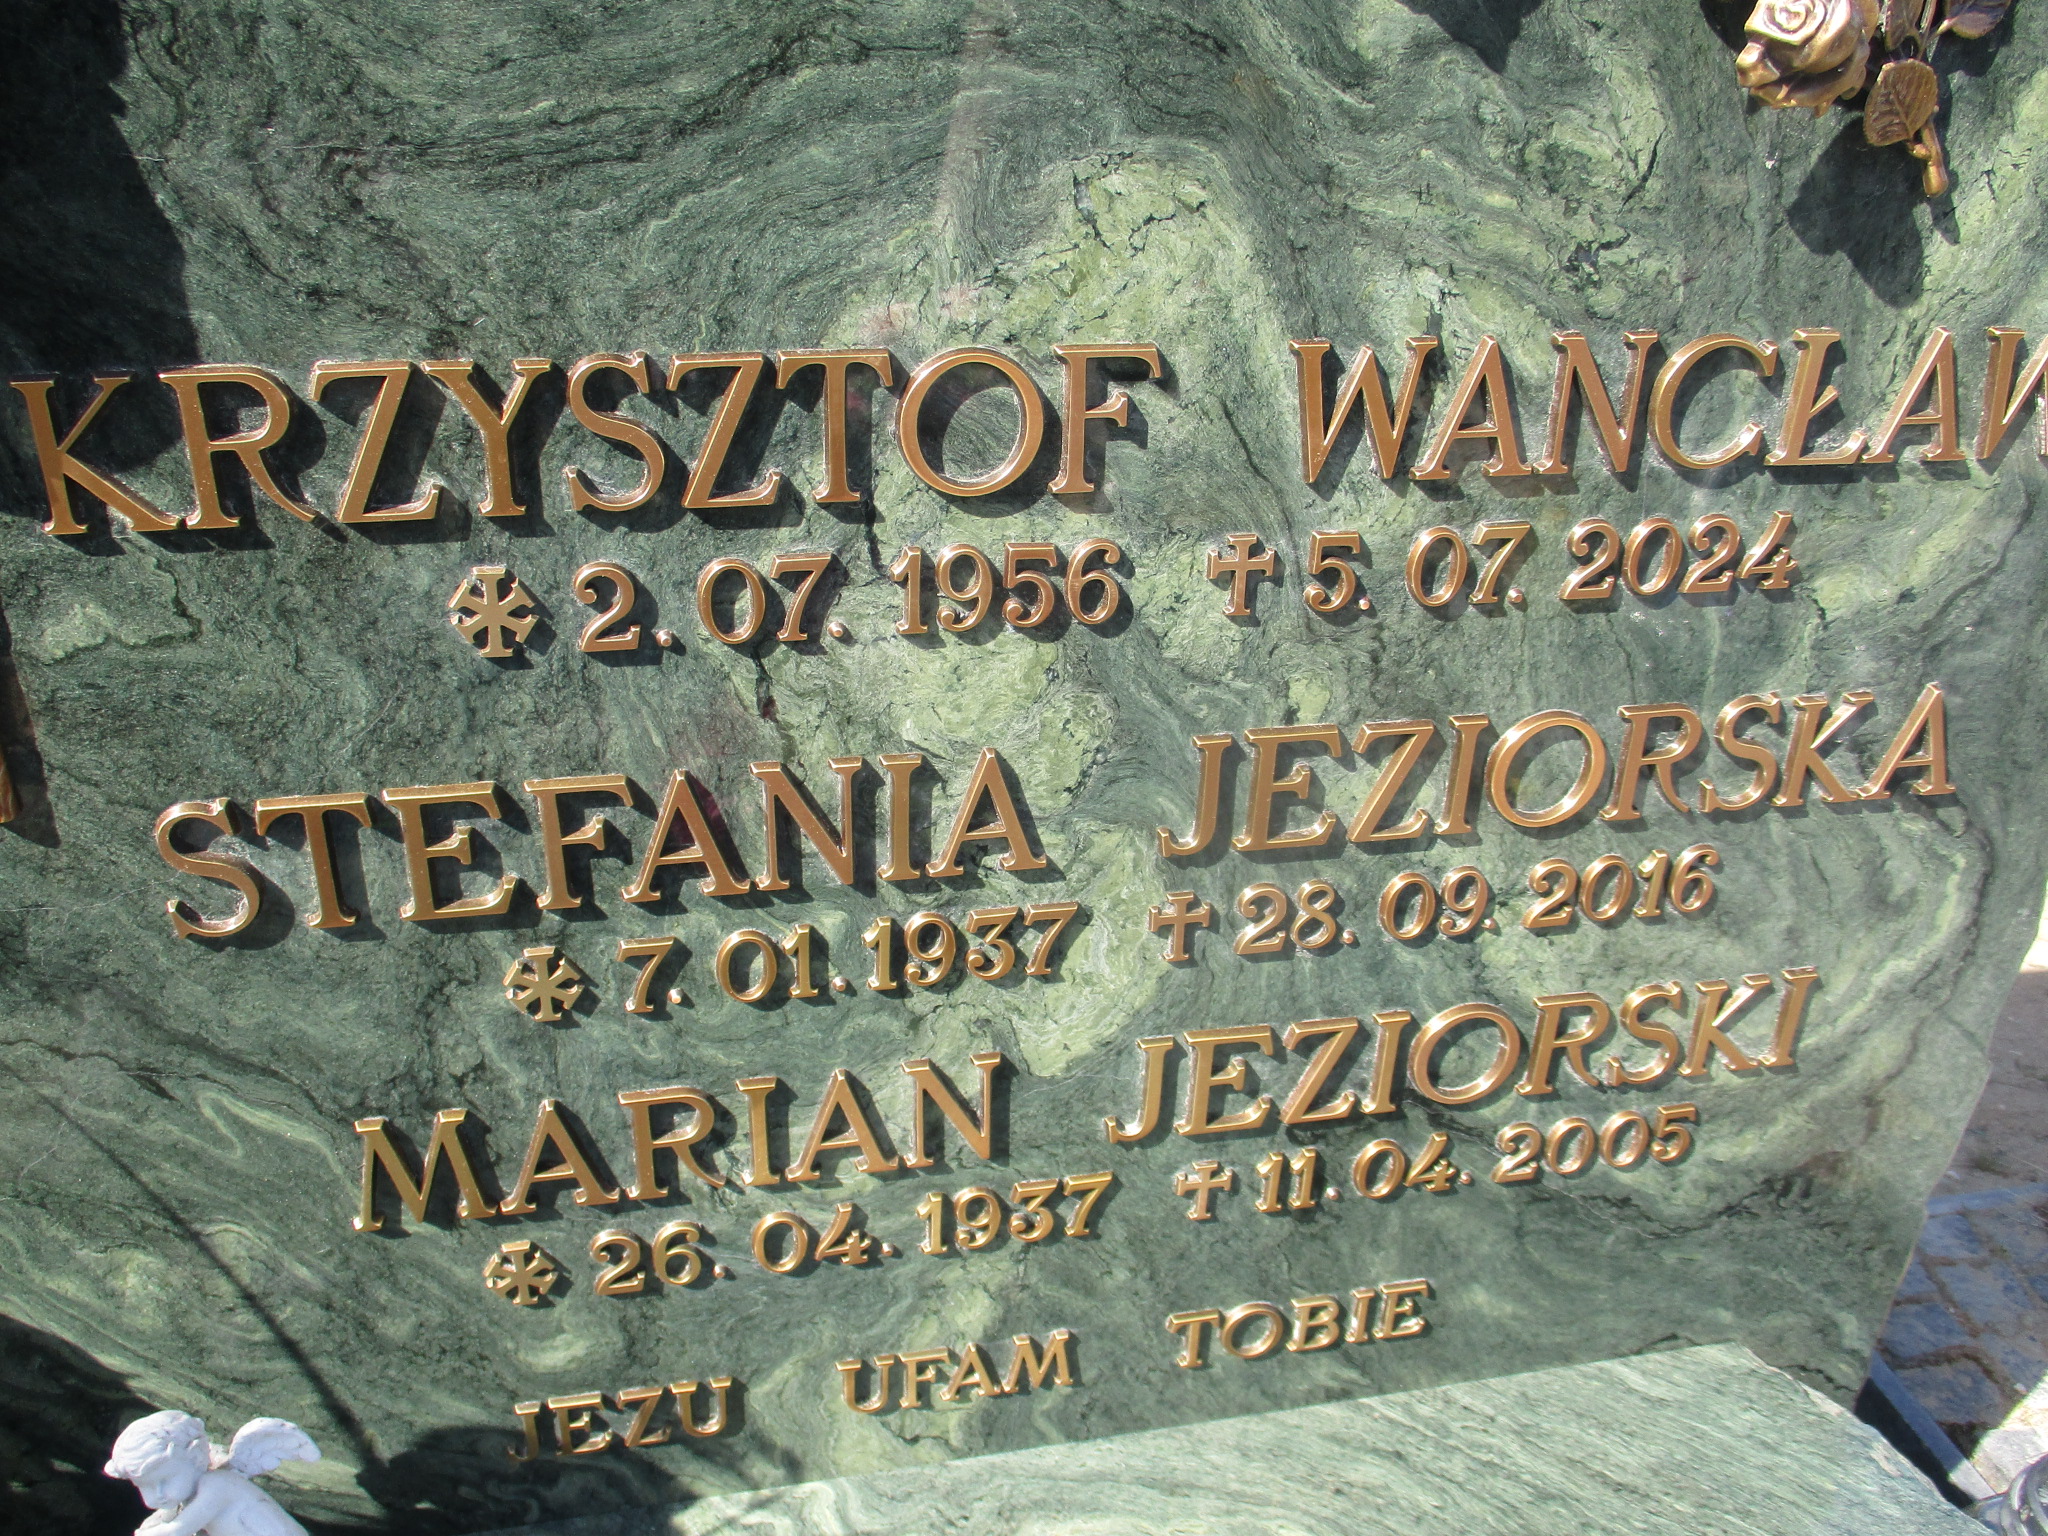 KRZYSZTOF WANCŁAW
* 2. 07. 1956 ✝ 5. 07. 2024
STEFANIA JEZIORSKA
* 7. 01. 1937 ✝ 28. 09. 2016
MARIAN JEZIORSKI
* 26. 04. 1937 ✝ 11. 04. 2005
JEZU UFAM TOBIE